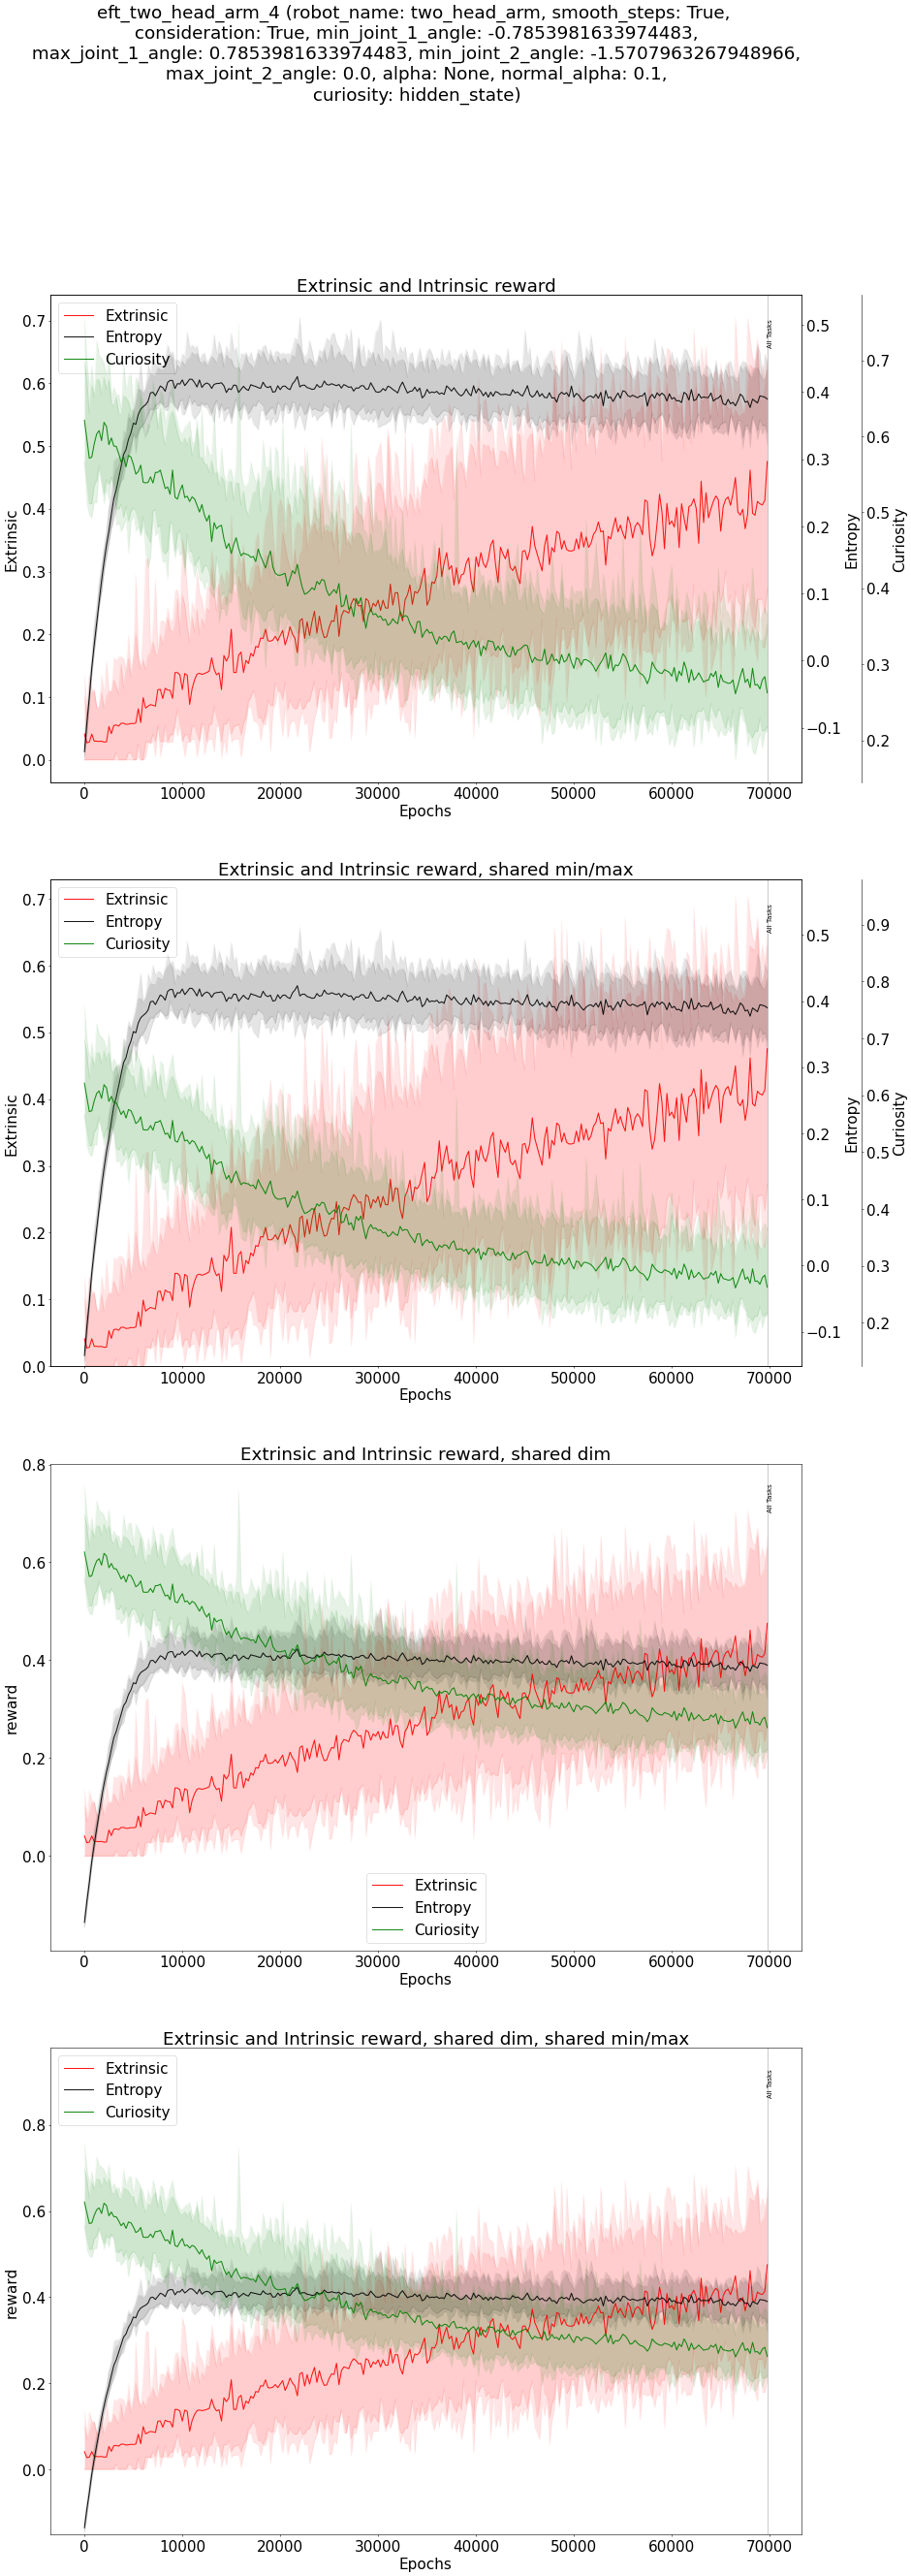 eft_two_head_arm_4 (robot_name: two_head_arm, smooth_steps: True,
consideration: True, min_joint_1_angle: -0.7853981633974483,
max_joint_1_angle: 0.7853981633974483, min_joint_2_angle: -1.5707963267948966,
max_joint_2_angle: 0.0, alpha: None, normal_alpha: 0.1,
curiosity: hidden_state)
Extrinsic and Intrinsic reward
Extrinsic
Entropy
Curiosity
All Tasks
0.7
0.6
0.5
0.4
0.3
0.2
0.1
0.0
Extrinsic
0.5
0.4
0.3
0.2
0.1
0.0
−0.1
Entropy
0.7
0.6
0.5
0.4
0.3
0.2
Curiosity
0 10000 20000 30000 40000 50000 60000 70000
Epochs
Extrinsic and Intrinsic reward, shared min/max
Extrinsic
Entropy
Curiosity
All Tasks
0.7
0.6
0.5
0.4
0.3
0.2
0.1
0.0
Extrinsic
0.5
0.4
0.3
0.2
0.1
0.0
−0.1
Entropy
0.9
0.8
0.7
0.6
0.5
0.4
0.3
0.2
Curiosity
0 10000 20000 30000 40000 50000 60000 70000
Epochs
Extrinsic and Intrinsic reward, shared dim
All Tasks
0.8
0.6
0.4
0.2
0.0
reward
Extrinsic
Entropy
Curiosity
0 10000 20000 30000 40000 50000 60000 70000
Epochs
Extrinsic and Intrinsic reward, shared dim, shared min/max
Extrinsic
Entropy
Curiosity
All Tasks
0.8
0.6
0.4
0.2
0.0
reward
0 10000 20000 30000 40000 50000 60000 70000
Epochs